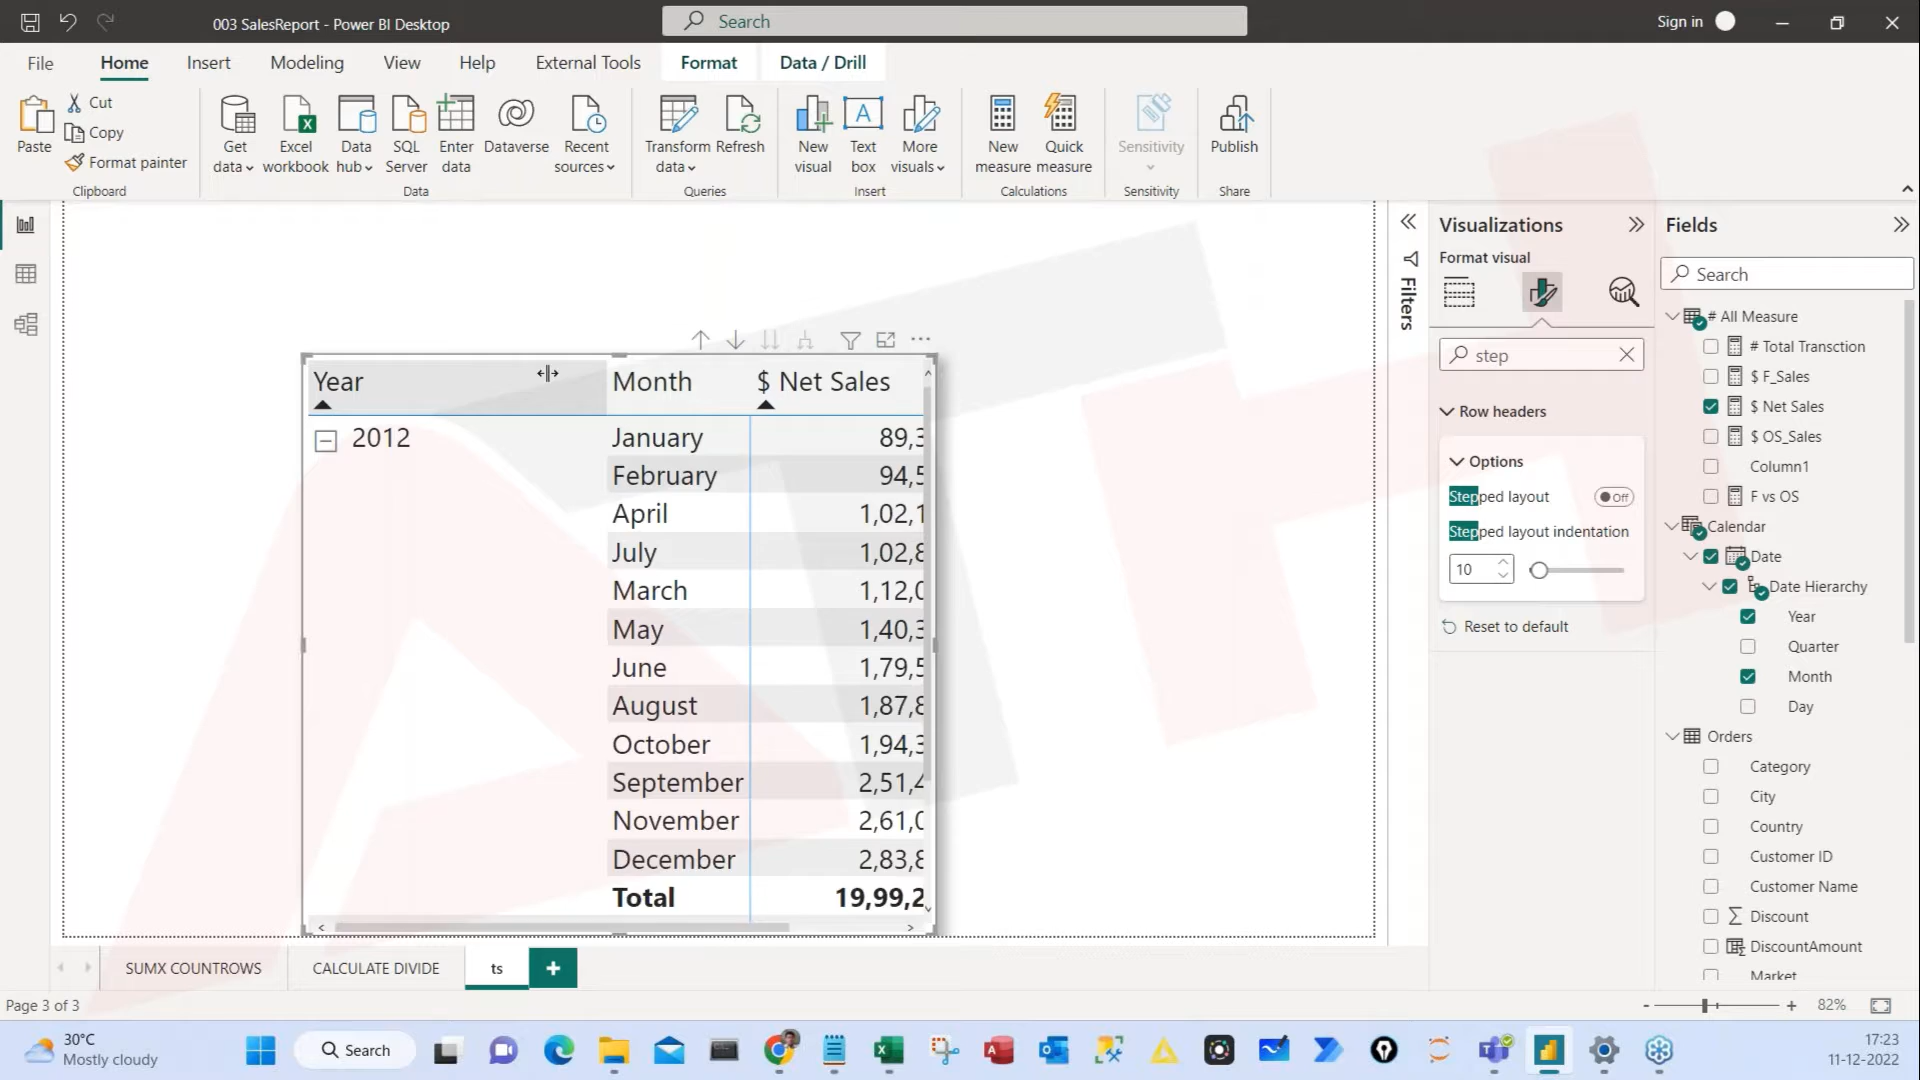 003 SalesReport - Power BI Desktop
Search
Sign in
File
Home
Insert
Modeling
View
Help
External Tools
Format
Data / Drill
Paste
Cut
Copy
Format painter
Clipboard
Get data
Excel workbook
Data hub
SQL Server
Enter data
Dataverse
Recent sources
Data
Transform data
Refresh
Queries
New visual
Text box
More visuals
Insert
New measure
Quick measure
Calculations
Sensitivity
Sensitivity
Publish
Share
Year
Month
$ Net Sales
2012
January 89,3
February 94,5
April 1,02,1
July 1,02,8
March 1,12,0
May 1,40,3
June 1,79,5
August 1,87,8
October 1,94,3
September 2,51,4
November 2,61,0
December 2,83,8
Total 19,99,2
Filters
Visualizations
Format visual
step
Row headers
Options
Stepped layout
Off
Stepped layout indentation
10
Reset to default
Fields
Search
# All Measure
# Total Transction
$ F_Sales
$ Net Sales
$ OS_Sales
Column1
F vs OS
Calendar
Date
Date Hierarchy
Year
Quarter
Month
Day
Orders
Category
City
Country
Customer ID
Customer Name
Discount
DiscountAmount
Market
SUMX COUNTROWS
CALCULATE DIVIDE
ts
Page 3 of 3
82%
30°C
Mostly cloudy
Search
17:23
11-12-2022